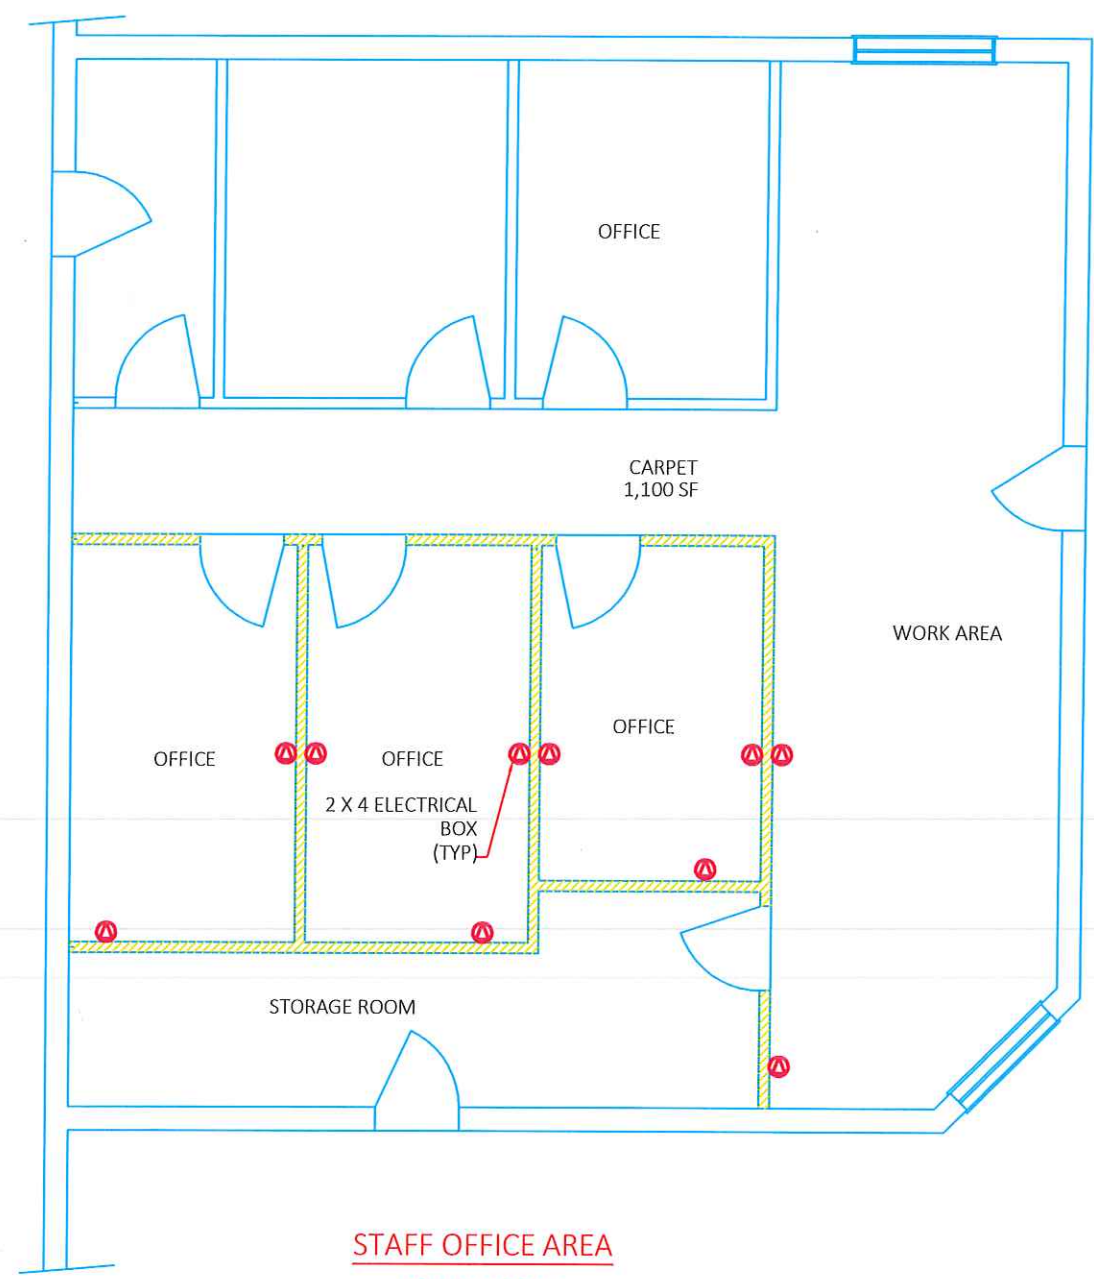 OFFICE
CARPET
1,100 SF
WORK AREA
OFFICE
OFFICE
OFFICE
2 X 4 ELECTRICAL
BOX
(TYP)
STORAGE ROOM
STAFF OFFICE AREA